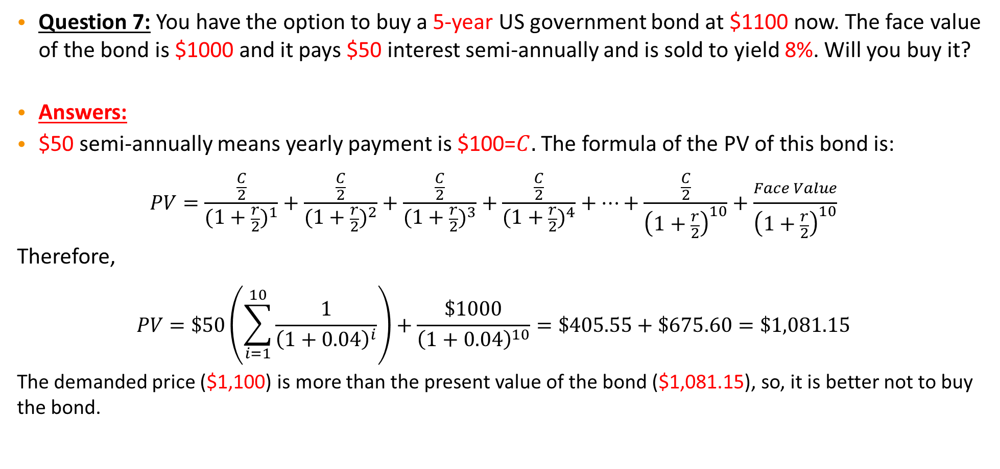 • Question 7: You have the option to buy a 5-year US government bond at $1100 now. The face value
of the bond is $1000 and it pays $50 interest semi-annually and is sold to yield 8%. Will you buy it?
• Answers:
• $50 semi-annually means yearly payment is $100=C. The formula of the PV of this bond is:
PV = \frac{\frac{C}{2}}{(1+\frac{r}{2})^1} + \frac{\frac{C}{2}}{(1+\frac{r}{2})^2} + \frac{\frac{C}{2}}{(1+\frac{r}{2})^3} + \frac{\frac{C}{2}}{(1+\frac{r}{2})^4} + ⋯ + \frac{\frac{C}{2}}{(1+\frac{r}{2})^{10}} + \frac{Face Value}{(1+\frac{r}{2})^{10}}
Therefore,
PV = $50 \left( \sum_{i=1}^{10} \frac{1}{(1 + 0.04)^i} \right) + \frac{$1000}{(1 + 0.04)^{10}} = $405.55 + $675.60 = $1,081.15
The demanded price ($1,100) is more than the present value of the bond ($1,081.15), so, it is better not to buy
the bond.